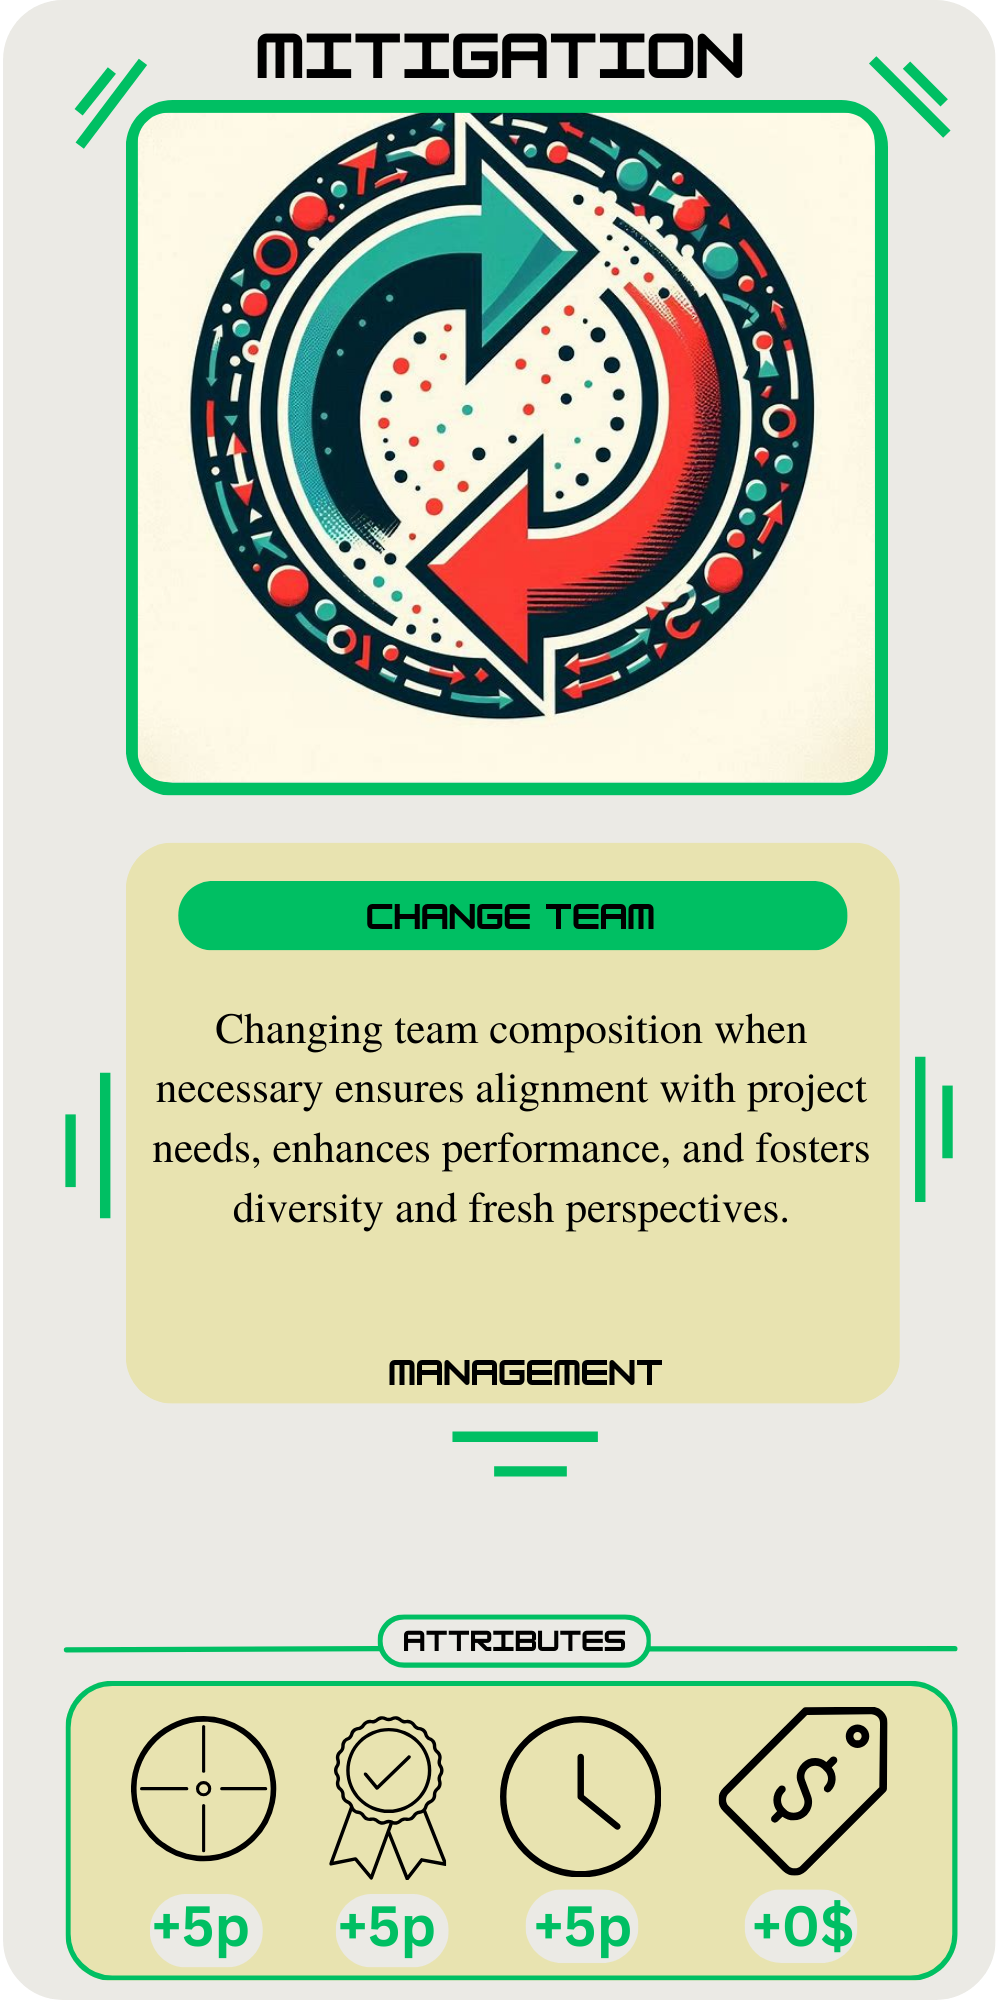 MITIGATION
CHANGE TEAM
Changing team composition when
necessary ensures alignment with project
needs, enhances performance, and fosters
diversity and fresh perspectives.
MANAGEMENT
ATTRIBUTES
+5p +5p +5p +0$